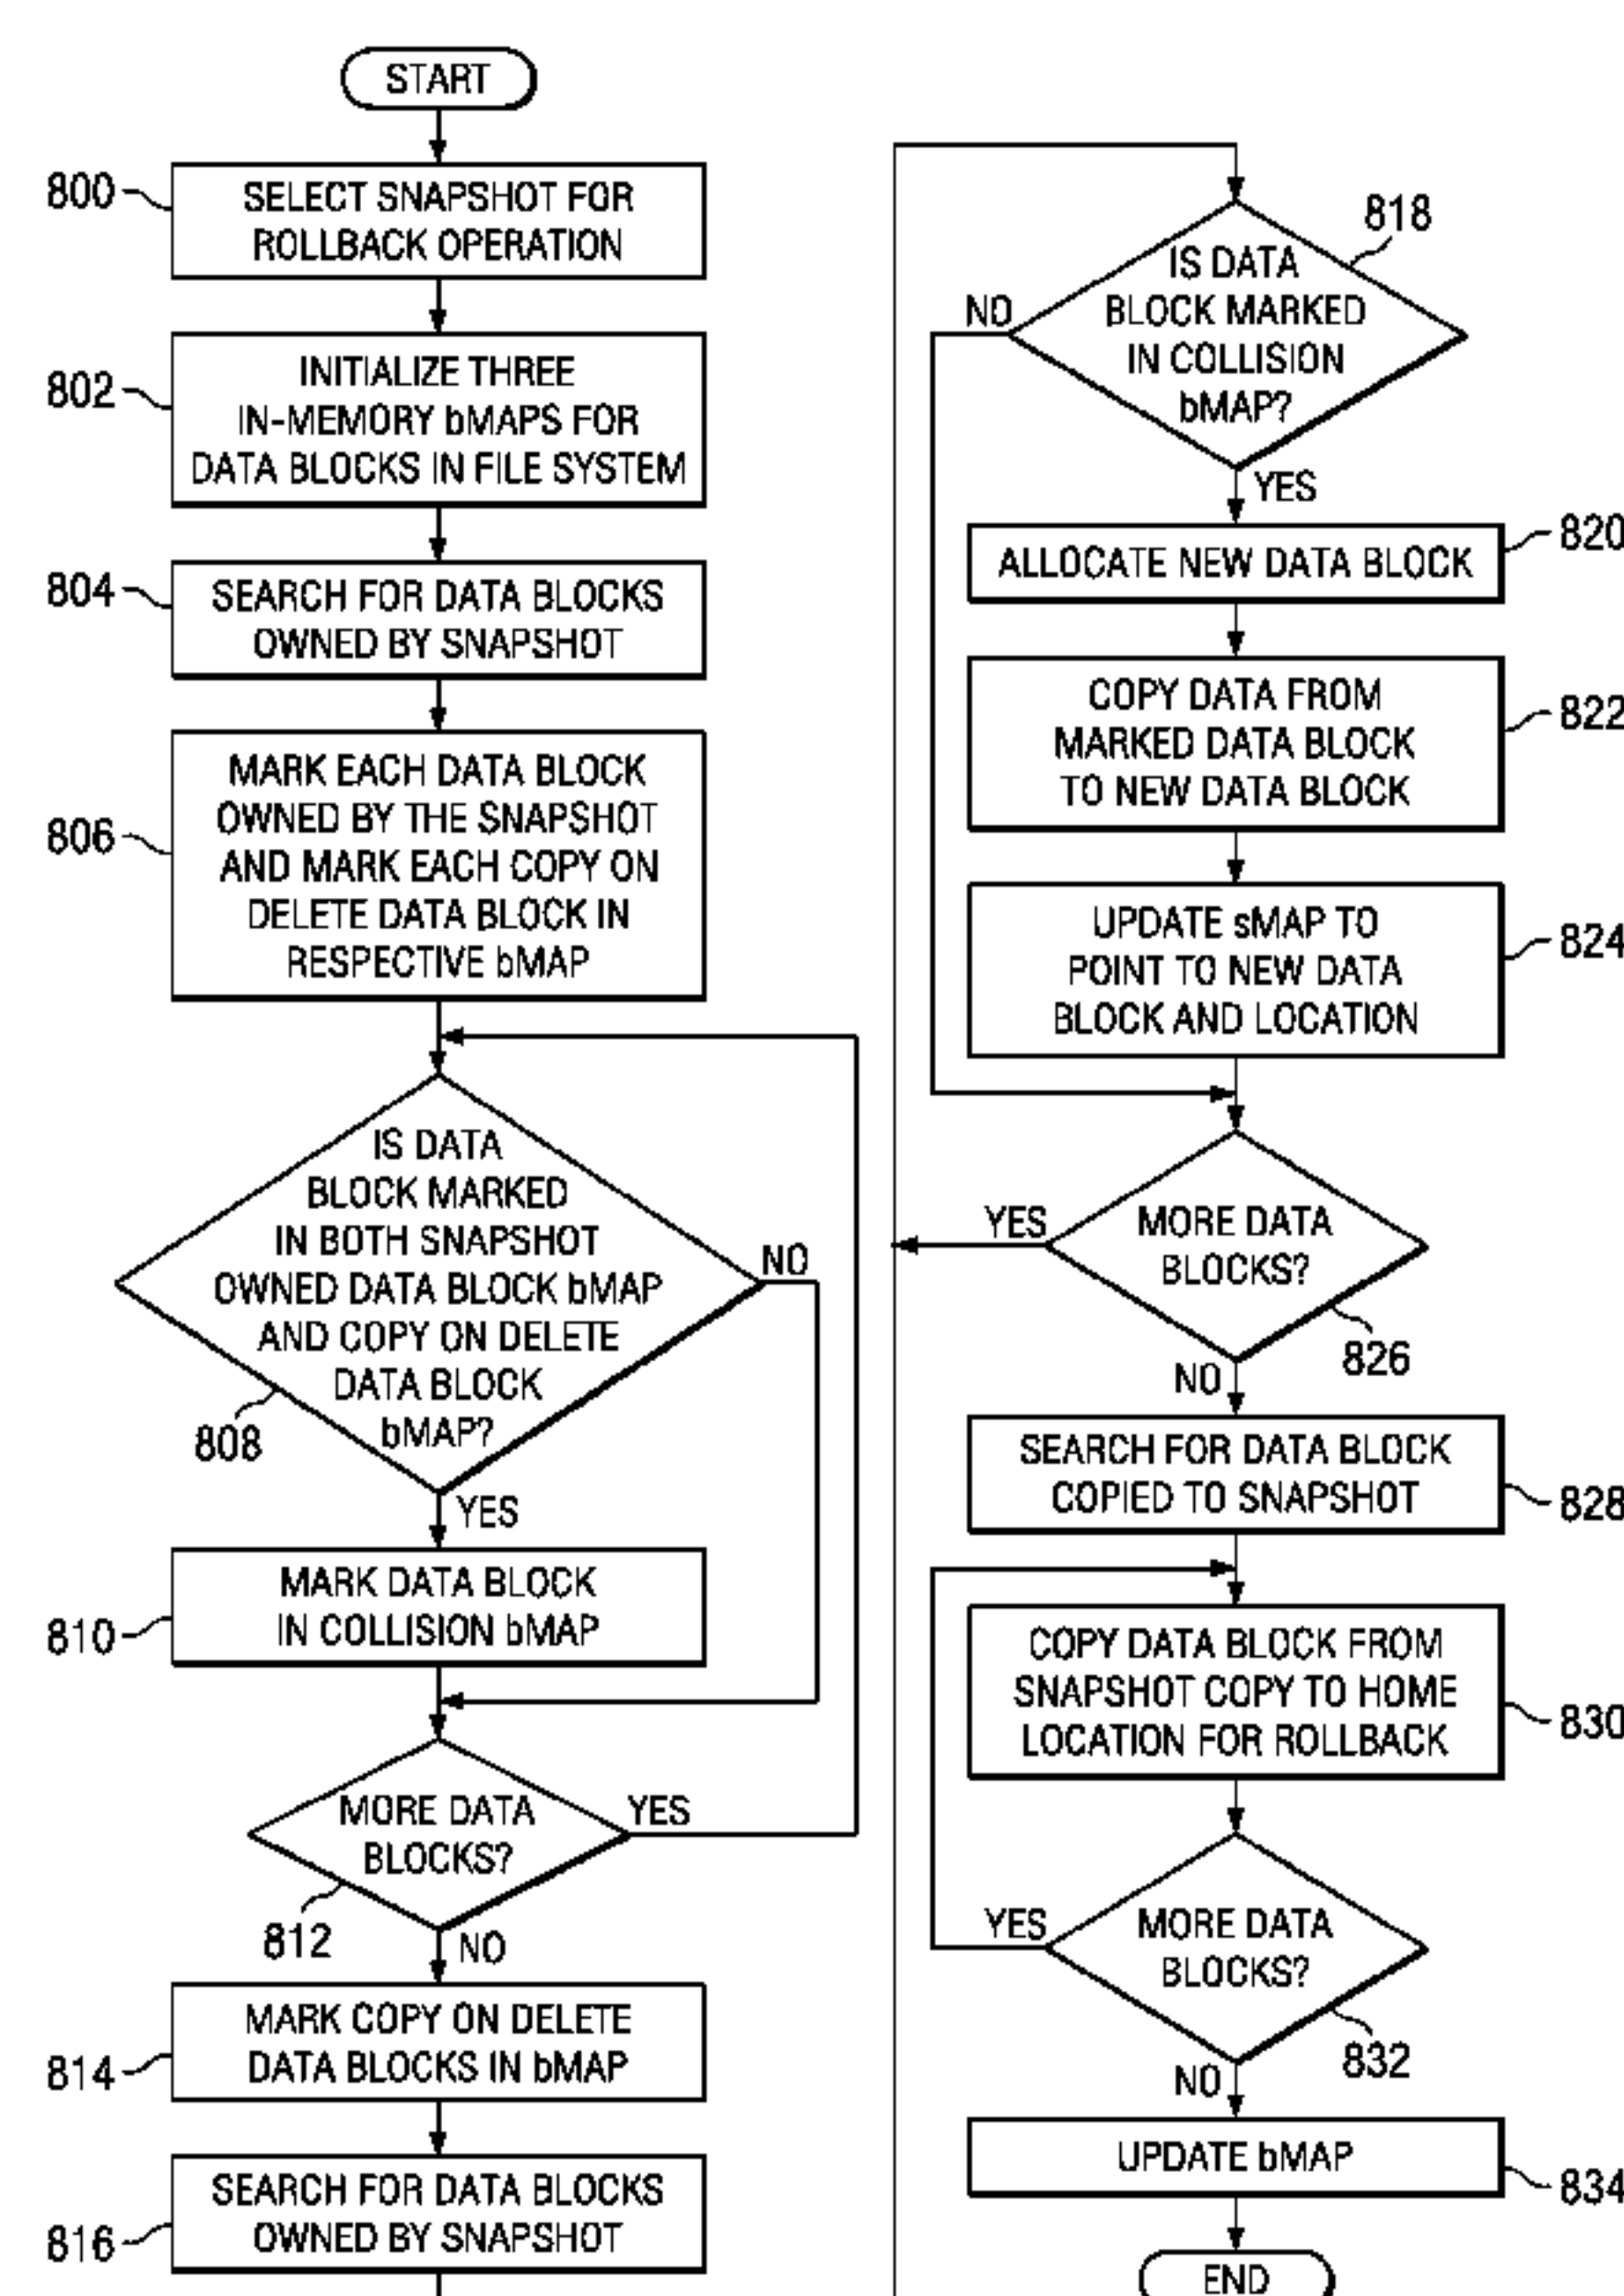 START
800
SELECT SNAPSHOT FOR
ROLLBACK OPERATION
802
INITIALIZE THREE
IN-MEMORY bMAPS FOR
DATA BLOCKS IN FILE SYSTEM
804
SEARCH FOR DATA BLOCKS
OWNED BY SNAPSHOT
806
MARK EACH DATA BLOCK
OWNED BY THE SNAPSHOT
AND MARK EACH COPY ON
DELETE DATA BLOCK IN
RESPECTIVE bMAP
IS DATA
BLOCK MARKED
IN BOTH SNAPSHOT
OWNED DATA BLOCK bMAP
AND COPY ON DELETE
DATA BLOCK
bMAP?
NO
808
YES
810
MARK DATA BLOCK
IN COLLISION bMAP
MORE DATA
BLOCKS?
YES
812
NO
814
MARK COPY ON DELETE
DATA BLOCKS IN bMAP
816
SEARCH FOR DATA BLOCKS
OWNED BY SNAPSHOT
818
IS DATA
BLOCK MARKED
IN COLLISION
bMAP?
NO
YES
820
ALLOCATE NEW DATA BLOCK
COPY DATA FROM
MARKED DATA BLOCK
TO NEW DATA BLOCK
822
UPDATE sMAP TO
POINT TO NEW DATA
BLOCK AND LOCATION
824
YES
MORE DATA
BLOCKS?
826
NO
SEARCH FOR DATA BLOCK
COPIED TO SNAPSHOT
828
COPY DATA BLOCK FROM
SNAPSHOT COPY TO HOME
LOCATION FOR ROLLBACK
830
YES
MORE DATA
BLOCKS?
832
NO
UPDATE bMAP
834
END